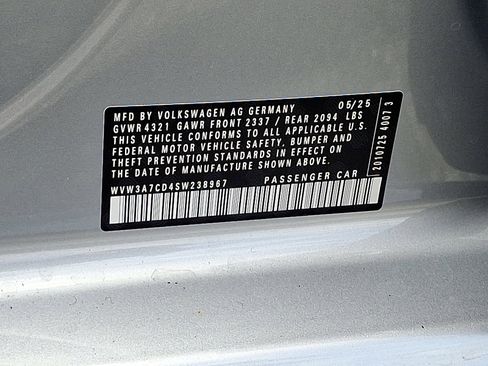 MFD BY VOLKSWAGEN AG GERMANY 05/25
GVWR 4321 GAWR FRONT 2337 / REAR 2094 LBS
THIS VEHICLE CONFORMS TO ALL APPLICABLE U.S.
FEDERAL MOTOR VEHICLE SAFETY, BUMPER AND
THEFT PREVENTION STANDARDS IN EFFECT ON
THE DATE OF MANUFACTURE SHOWN ABOVE.
WVW3A7CD4SW238967 PASSENGER CAR
2010725 40073